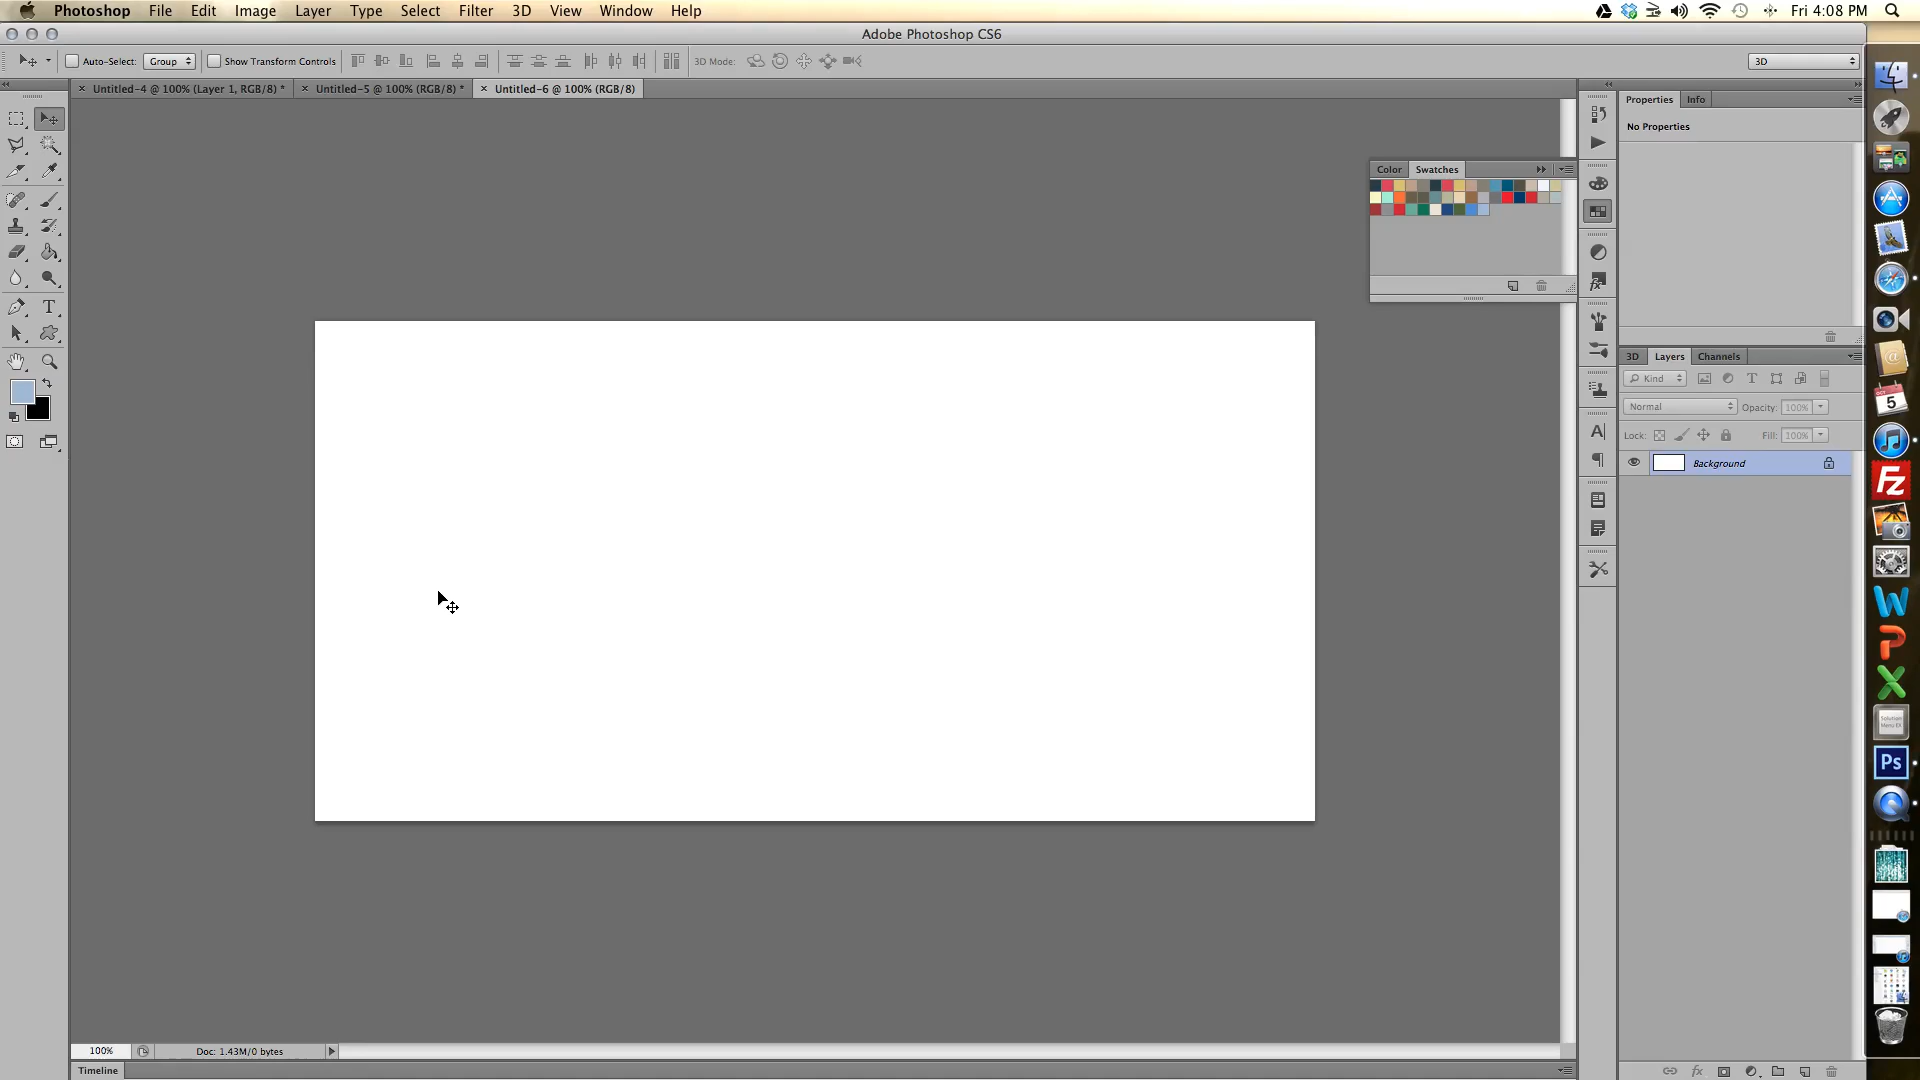 Photoshop File Edit Image Layer Type Select Filter 3D View Window Help Fri 4:08 PM
Adobe Photoshop CS6
Auto-Select: Group Show Transform Controls 3D Mode: 3D
Untitled-4 @ 100% (Layer 1, RGB/8) * Untitled-5 @ 100% (RGB/8) * Untitled-6 @ 100% (RGB/8)
Properties Info
No Properties
Color Swatches
3D Layers Channels
Kind
Normal Opacity: 100%
Lock: Fill: 100%
Background
5
Fz
W
P
X
Ps
100% Doc: 1.43M/0 bytes
Timeline